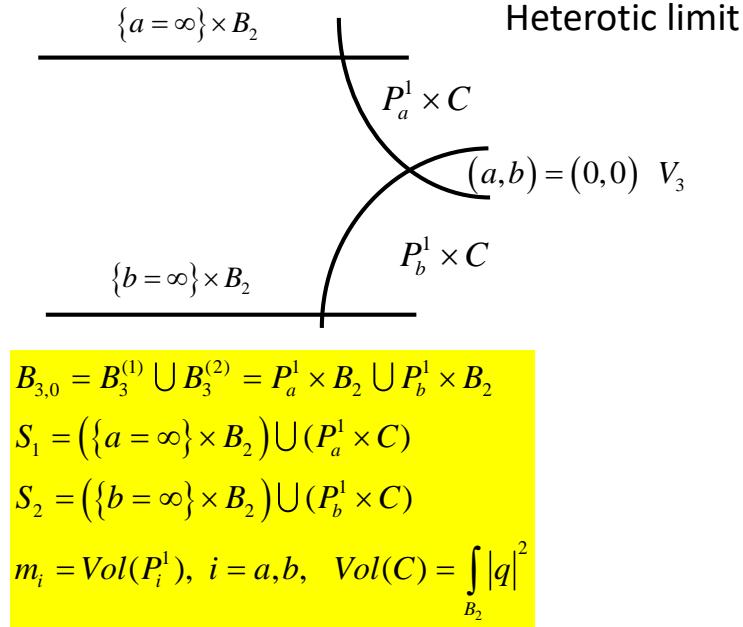 {a = ∞} × B₂
Heterotic limit
P¹ₐ × C
(a,b) = (0,0) V₃
P¹_b × C
{b = ∞} × B₂
B₃,₀ = B₃⁽¹⁾ ∪ B₃⁽²⁾ = P¹ₐ × B₂ ∪ P¹_b × B₂
S₁ = ({a = ∞} × B₂) ∪ (P¹ₐ × C)
S₂ = ({b = ∞} × B₂) ∪ (P¹_b × C)
mᵢ = Vol(P¹ᵢ), i = a,b, Vol(C) = ∫_{B₂} |q|²